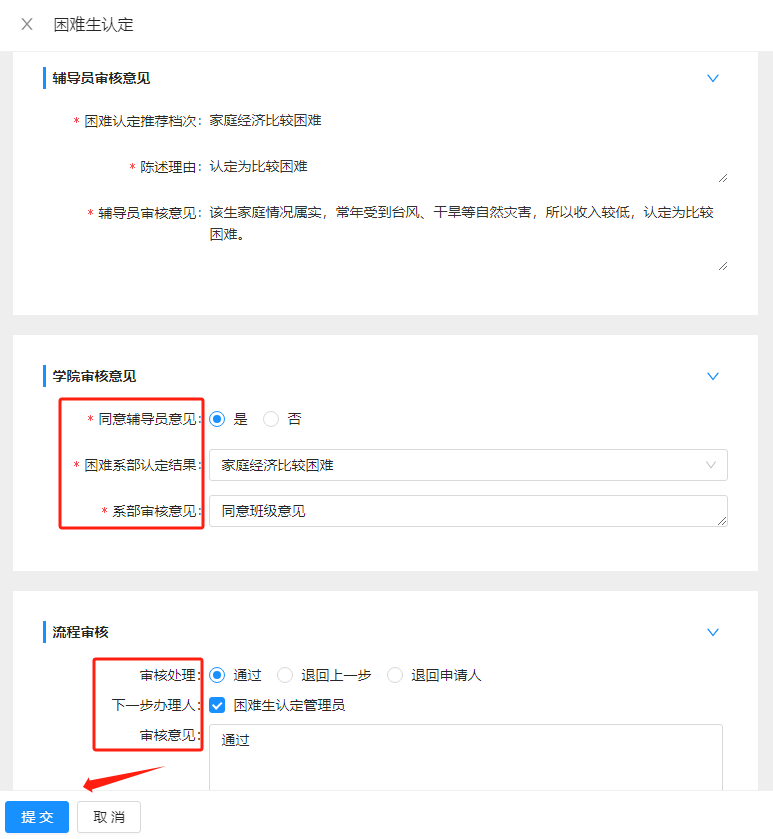 困难生认定
辅导员审核意见
* 困难认定推荐档次: 家庭经济比较困难
* 陈述理由: 认定为比较困难
* 辅导员审核意见: 该生家庭情况属实，常年受到台风、干旱等自然灾害，所以收入较低，认定为比较
困难。
学院审核意见
* 同意辅导员意见: 是 否
* 困难系部认定结果: 家庭经济比较困难
* 系部审核意见: 同意班级意见
流程审核
审核处理: 通过 退回上一步 退回申请人
下一步办理人: 困难生认定管理员
审核意见: 通过
提交 取消